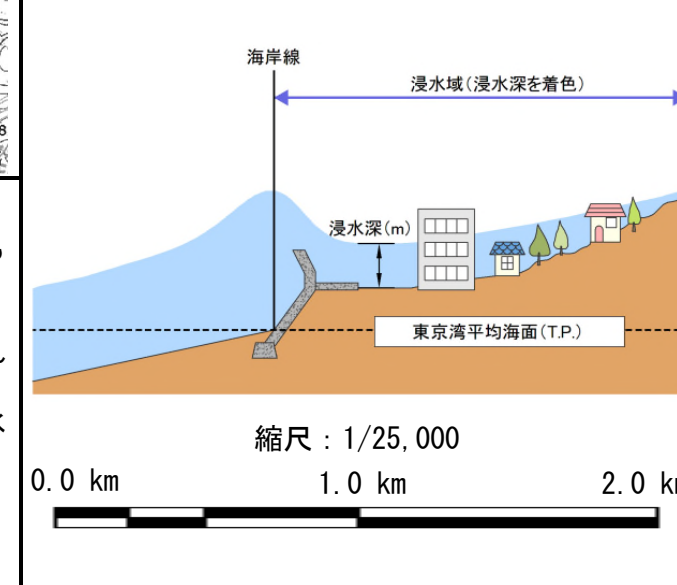 海岸線
浸水域(浸水深を着色)
浸水深(m)
東京湾平均海面(T.P.)
縮尺：1/25,000
0.0 km 1.0 km 2.0 km
8